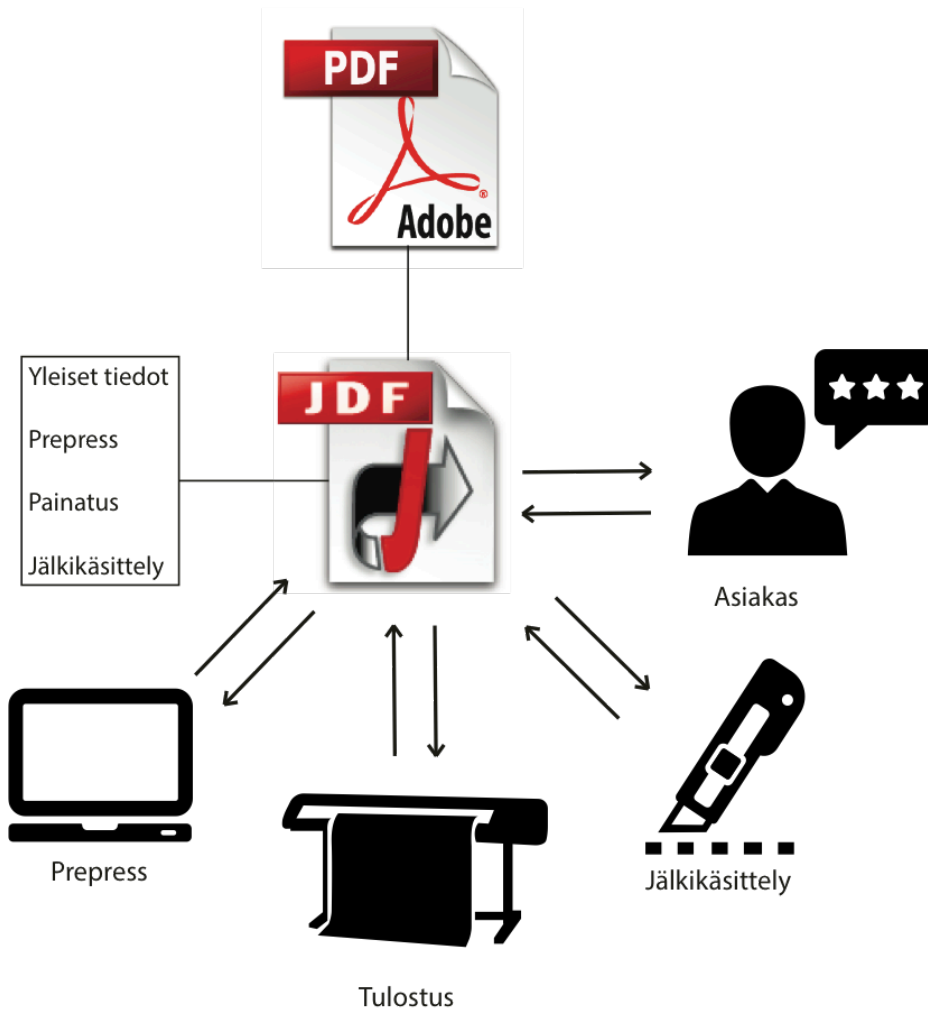 PDF
Adobe
®
JDF
Yleiset tiedot
Prepress
Painatus
Jälkikäsittely
Asiakas
Prepress
Jälkikäsittely
Tulostus